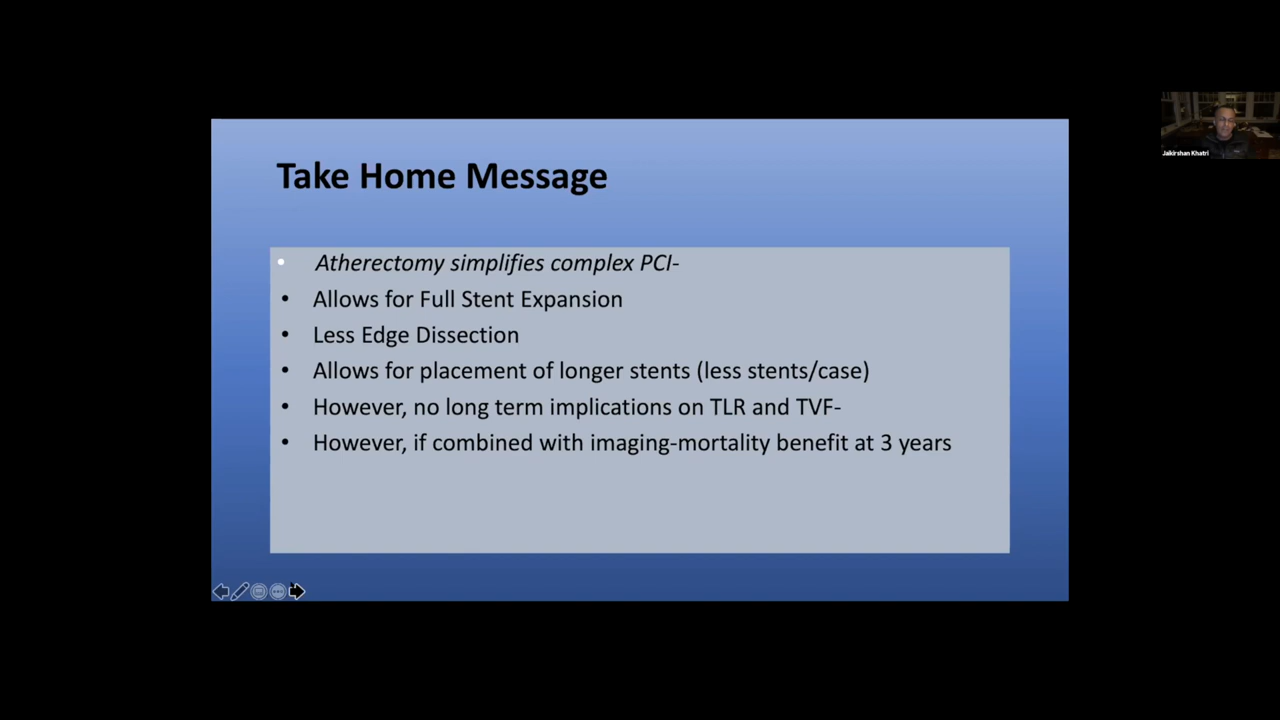 Take Home Message
• Atherectomy simplifies complex PCI-
• Allows for Full Stent Expansion
• Less Edge Dissection
• Allows for placement of longer stents (less stents/case)
• However, no long term implications on TLR and TVF-
• However, if combined with imaging-mortality benefit at 3 years
Jaikirshan Khatri